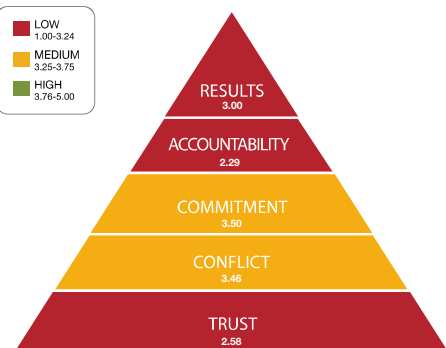 LOW
1.00-3.24
MEDIUM
3.25-3.75
HIGH
3.76-5.00
RESULTS
3.00
ACCOUNTABILITY
2.29
COMMITMENT
3.50
CONFLICT
3.46
TRUST
2.58